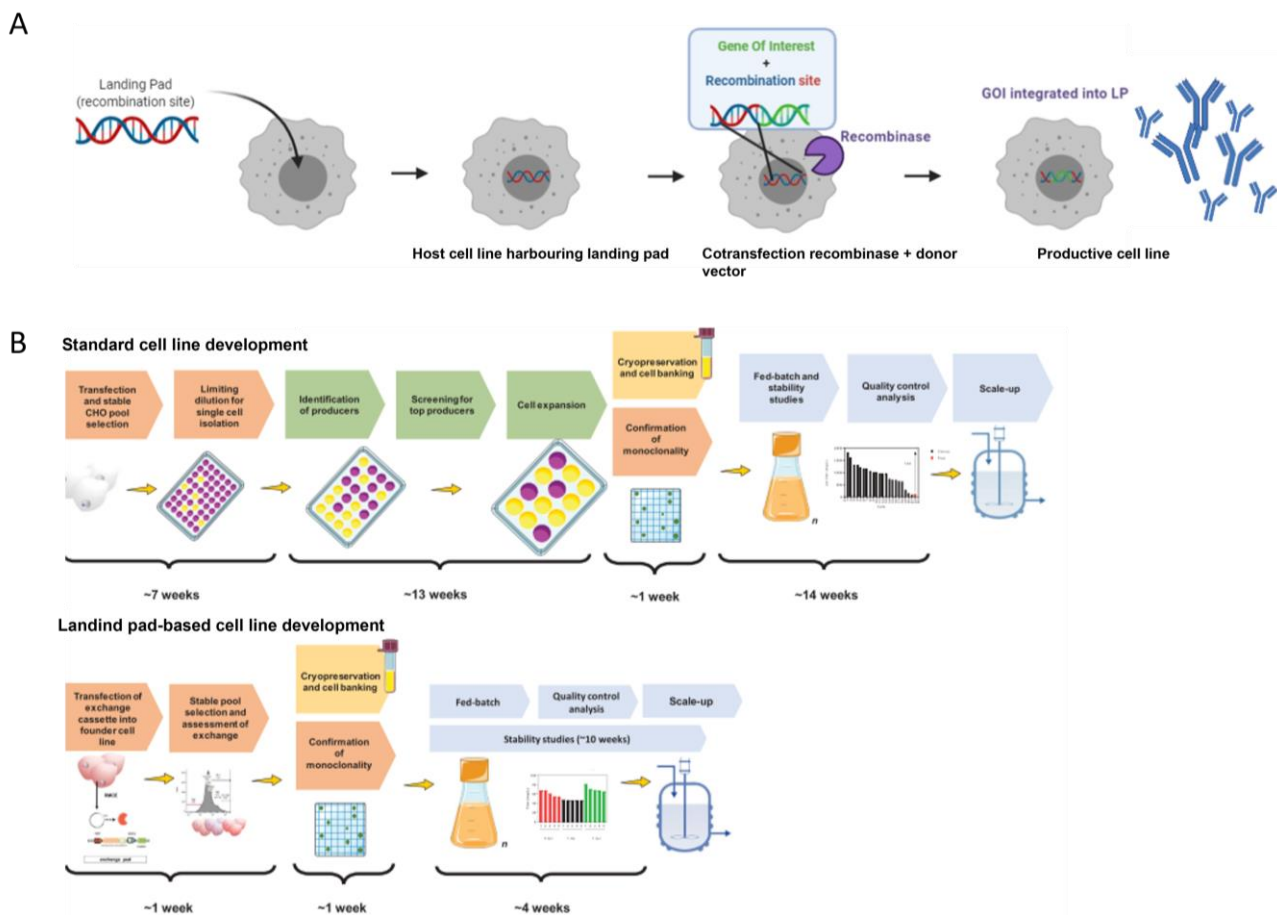 A
Landing Pad
(recombination site)
Gene Of Interest
+
Recombination site
Recombinase
GOI integrated into LP
Host cell line harbouring landing pad
Cotransfection recombinase + donor
vector
Productive cell line
B
Standard cell line development
Transfection
and stable
CHO pool
selection
Limiting
dilution for
single cell
isolation
Identification
of producers
Screening for
top producers
Cell expansion
Cryopreservation
and cell banking
Confirmation
of
monoclonality
Fed-batch and
stability
studies
Quality control
analysis
Scale-up
n
~7 weeks
~13 weeks
~1 week
~14 weeks
Landind pad-based cell line development
Transfection of
exchange
cassette into
founder cell
line
Stable pool
selection and
assessment of
exchange
Cryopreservation
and cell banking
Confirmation
of
monoclonality
Fed-batch
Quality control
analysis
Scale-up
Stability studies (~10 weeks)
RMCE
exchange pad
n
~1 week
~1 week
~4 weeks